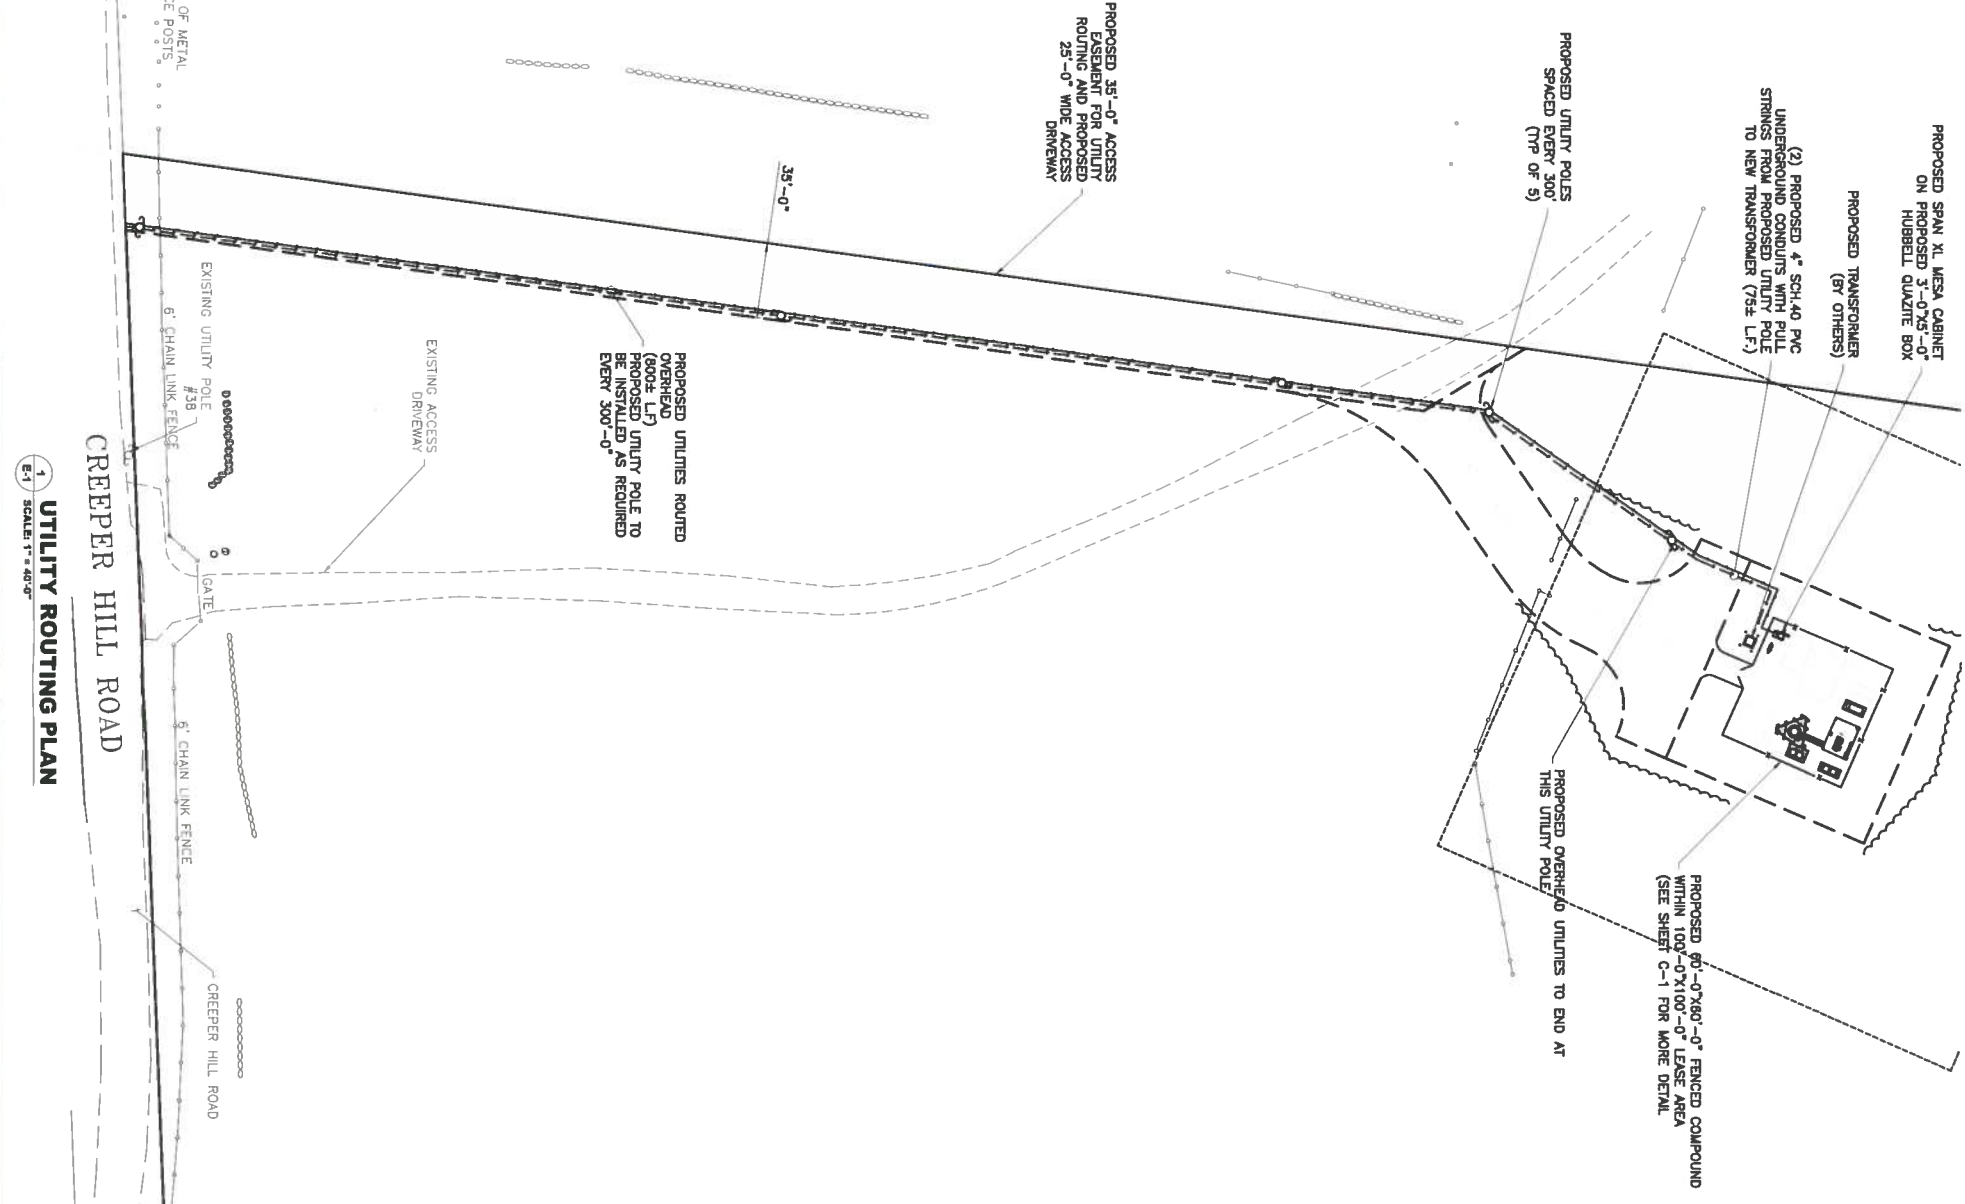 PROPOSED SPAN XL MESA CABINET
ON PROPOSED 3'-0"X5'-0"
HUBBELL QUAZITE BOX
PROPOSED TRANSFORMER
(BY OTHERS)
(2) PROPOSED 4" SCH.40 PVC
UNDERGROUND CONDUITS WITH PULL
STRINGS FROM PROPOSED UTILITY POLE
TO NEW TRANSFORMER (75± L.F.)
PROPOSED UTILITY POLES
SPACED EVERY 300'
(TYP OF 5)
PROPOSED 35'-0" ACCESS
EASEMENT FOR UTILITY
ROUTING AND PROPOSED
25'-0" WIDE ACCESS
DRIVEWAY
35'-0"
OF METAL
CE POSTS
PROPOSED 60'-0"X60'-0" FENCED COMPOUND
WITHIN 100'-0"X100'-0" LEASE AREA
(SEE SHEET C-1 FOR MORE DETAIL
PROPOSED OVERHEAD UTILITIES TO END AT
THIS UTILITY POLE
PROPOSED UTILITIES ROUTED
OVERHEAD
(800± L.F)
PROPOSED UTILITY POLE TO
BE INSTALLED AS REQUIRED
EVERY 300'-0"
EXISTING ACCESS
DRIVEWAY
EXISTING UTILITY POLE
#38
6' CHAIN LINK FENCE
GATE
6' CHAIN LINK FENCE
CREEPER HILL ROAD
CREEPER HILL ROAD
1
E-1
UTILITY ROUTING PLAN
SCALE: 1" = 40'-0"